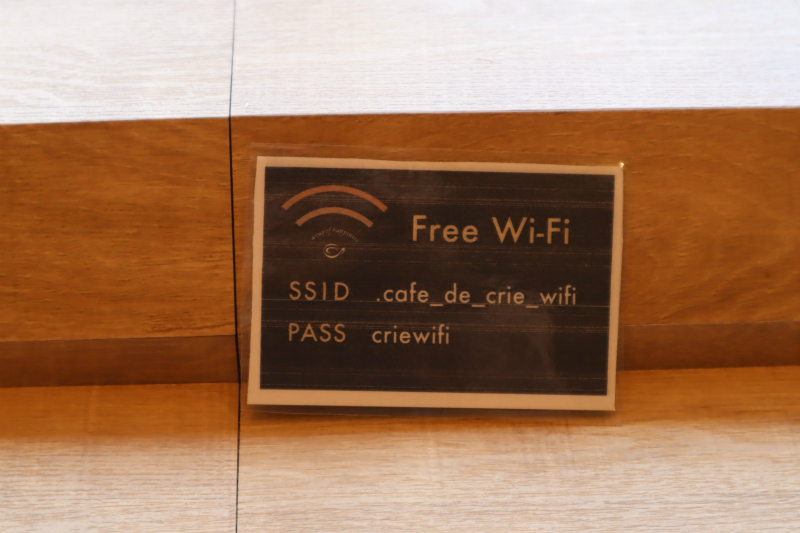 Free Wi-Fi
SSID .cafe_de_crie_wifi
PASS criewifi